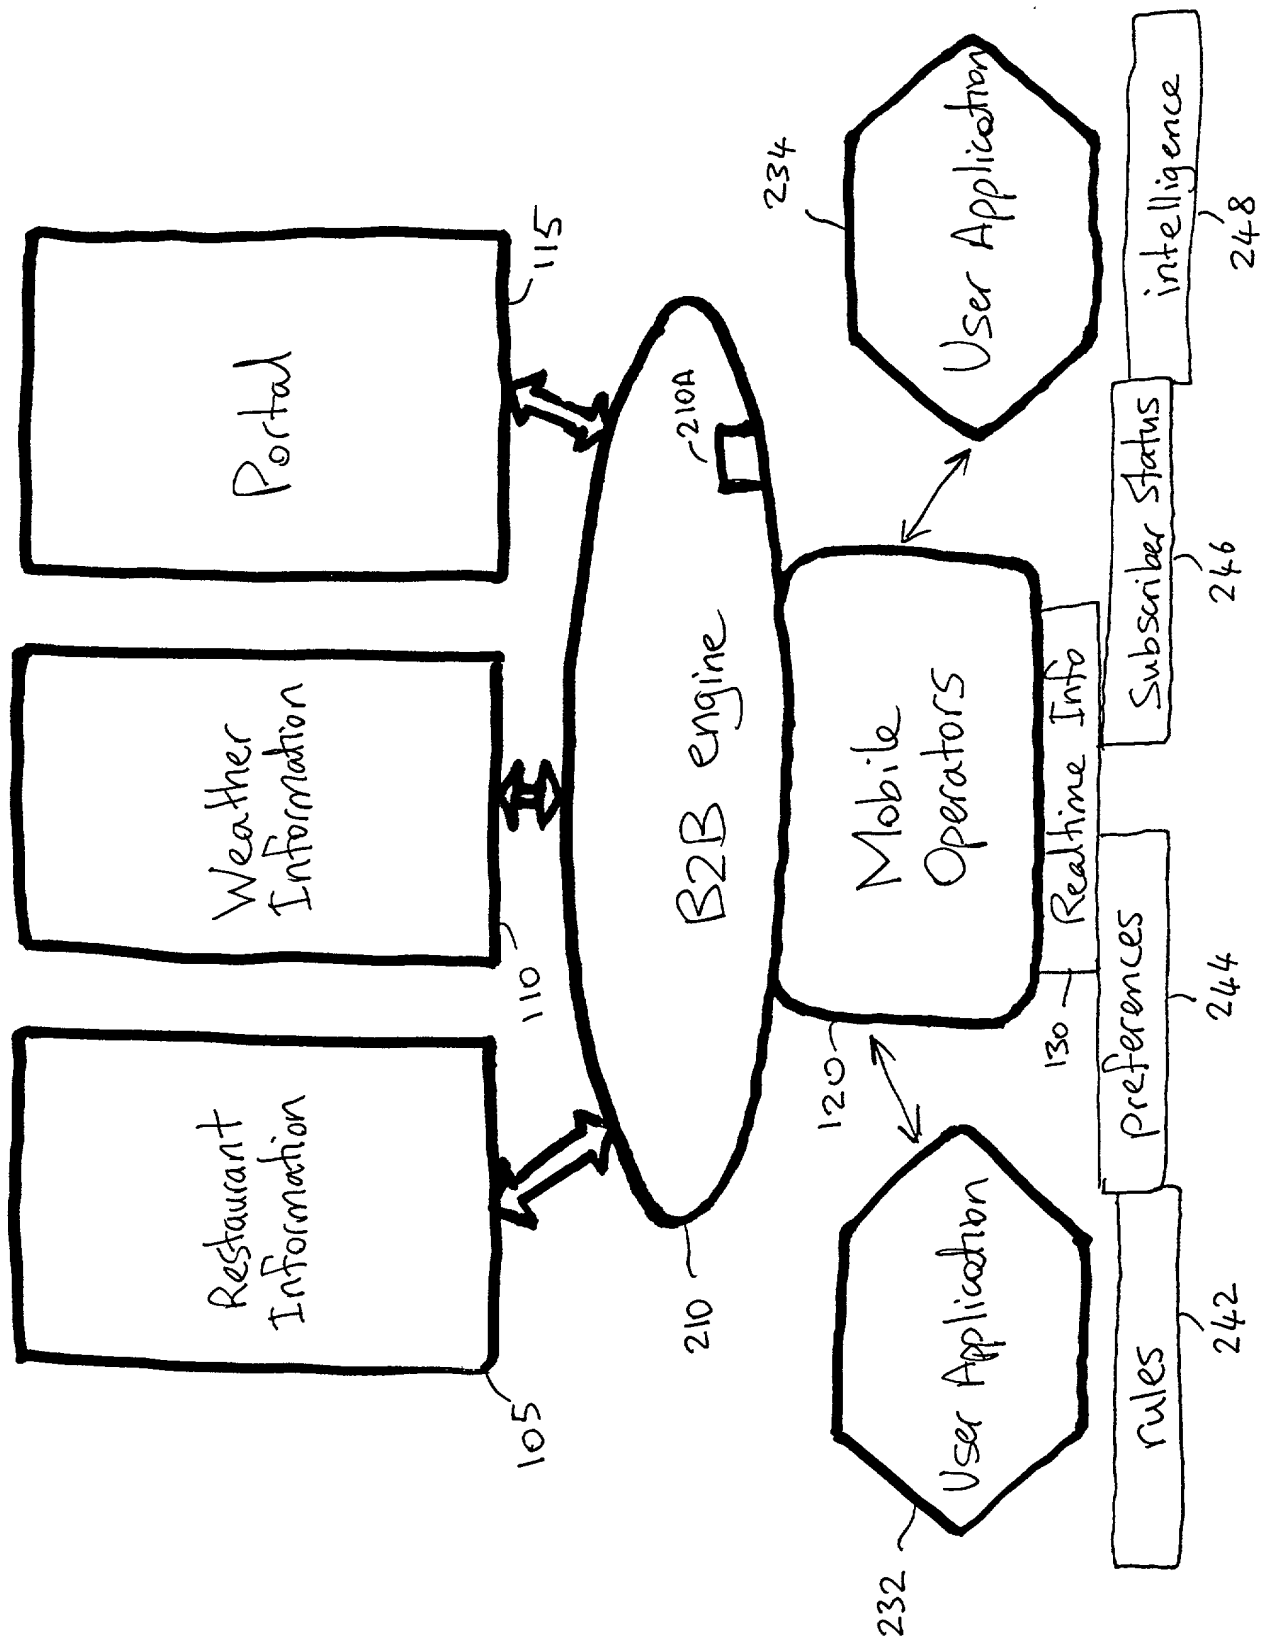 Restaurant
Information
105
Weather
Information
110
Portal
115
B2B engine
210
210A
Mobile
Operators
120
Realtime Info
130
User Application
232
User Application
234
rules
242
preferences
244
Subscriber Status
246
intelligence
248